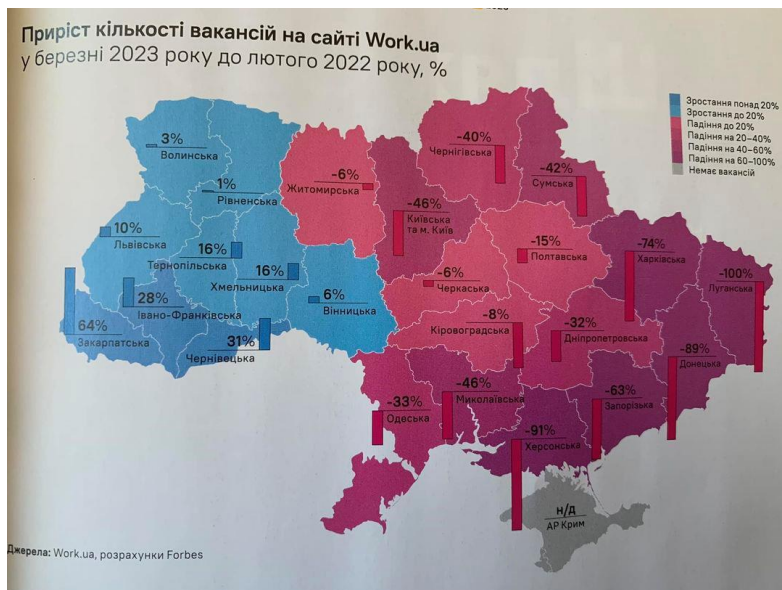 Приріст кількості вакансій на сайті Work.ua
у березні 2023 року до лютого 2022 року, %
Зростання понад 20%
Зростання до 20%
Падіння до 20%
Падіння на 20–40%
Падіння на 40–60%
Падіння на 60–100%
Немає вакансій
3%
Волинська
1%
Рівненська
-6%
Житомирська
-40%
Чернігівська
-42%
Сумська
-46%
Київська
та м. Київ
10%
Львівська
16%
Тернопільська
16%
Хмельницька
6%
Вінницька
-6%
Черкаська
-15%
Полтавська
-74%
Харківська
-100%
Луганська
28%
Івано-Франківська
64%
Закарпатська
31%
Чернівецька
-8%
Кіровоградська
-32%
Дніпропетровська
-89%
Донецька
-33%
Одеська
-46%
Миколаївська
-63%
Запорізька
-91%
Херсонська
н/д
АР Крим
Джерела: Work.ua, розрахунки Forbes